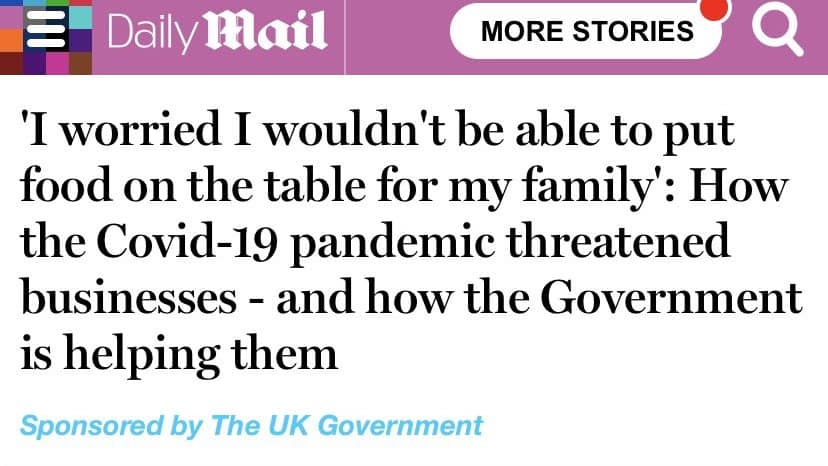 Daily Mail
MORE STORIES
'I worried I wouldn't be able to put
food on the table for my family': How
the Covid-19 pandemic threatened
businesses - and how the Government
is helping them
Sponsored by The UK Government